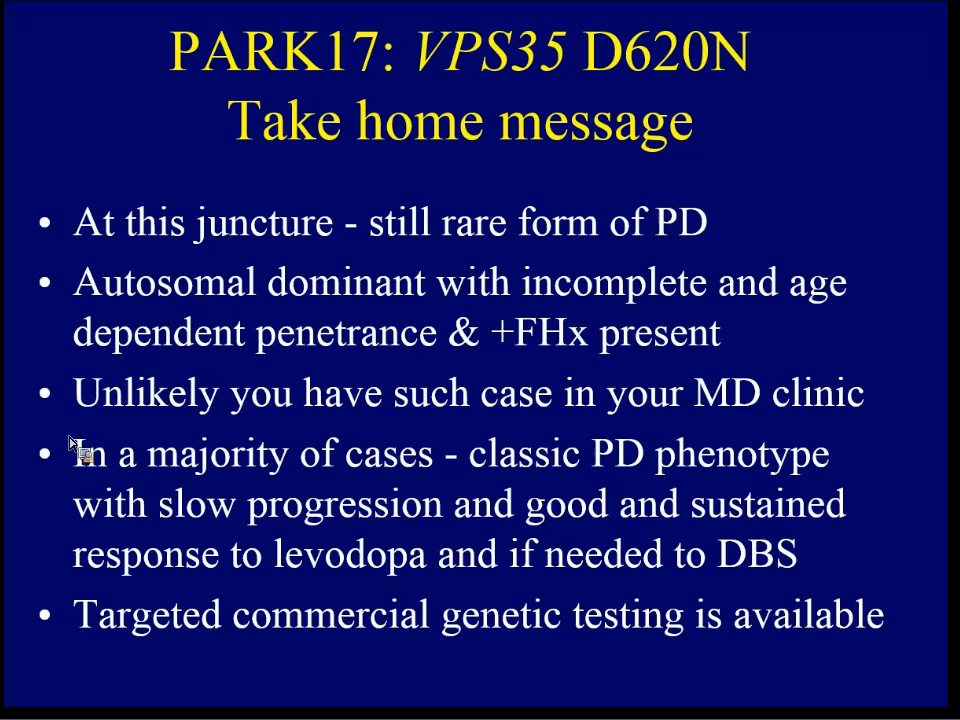 PARK17: VPS35 D620N
Take home message
• At this juncture - still rare form of PD
• Autosomal dominant with incomplete and age
dependent penetrance & +FHx present
• Unlikely you have such case in your MD clinic
• In a majority of cases - classic PD phenotype
with slow progression and good and sustained
response to levodopa and if needed to DBS
• Targeted commercial genetic testing is available